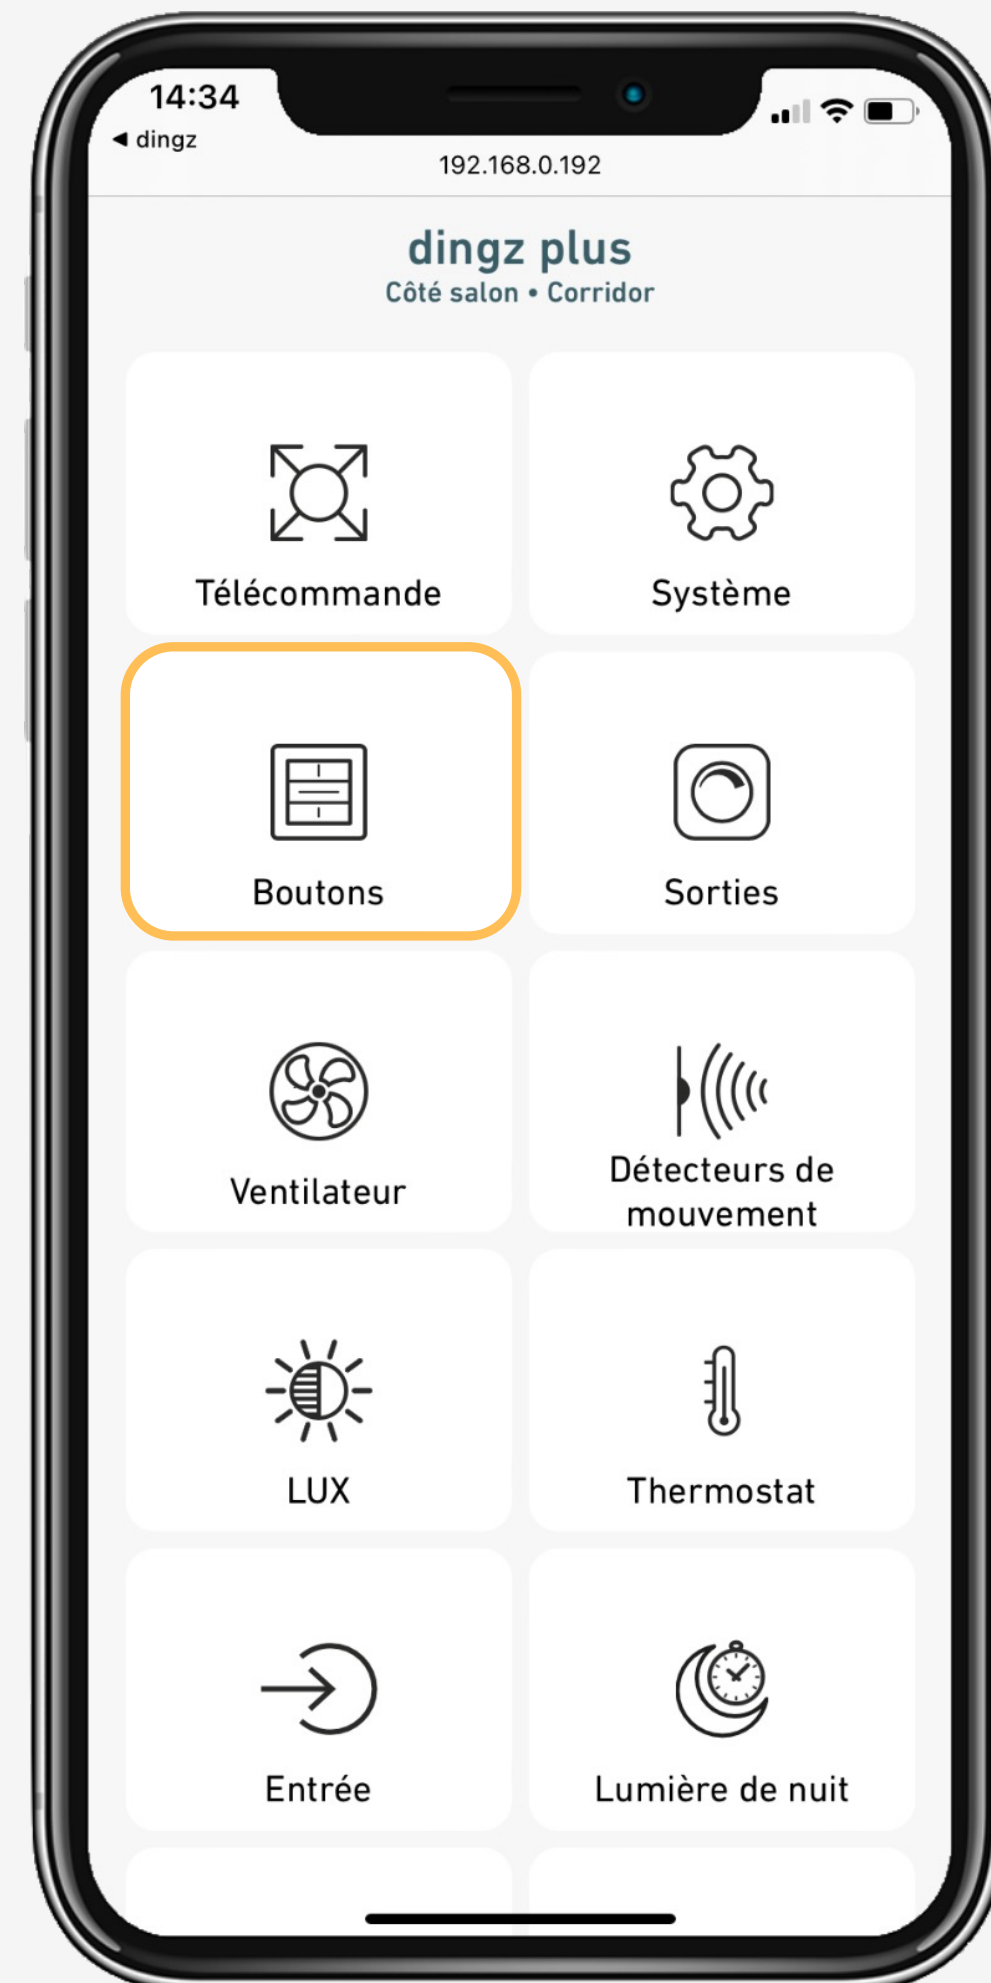 14:34
◀ dingz
192.168.0.192
dingz plus
Côté salon • Corridor
Télécommande
Système
Boutons
Sorties
Ventilateur
Détecteurs de
mouvement
LUX
Thermostat
Entrée
Lumière de nuit